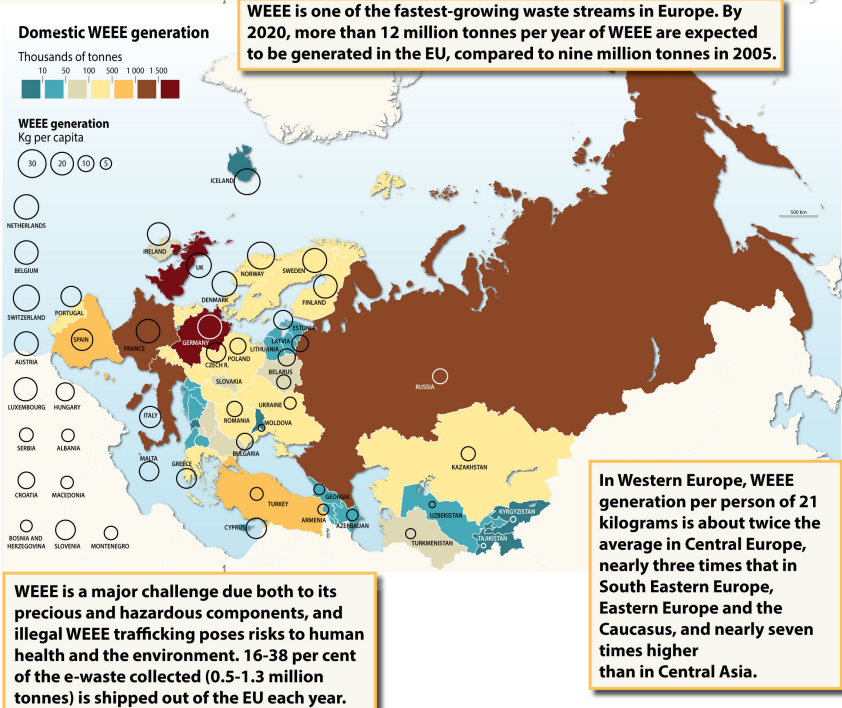 WEEE is one of the fastest-growing waste streams in Europe. By
2020, more than 12 million tonnes per year of WEEE are expected
to be generated in the EU, compared to nine million tonnes in 2005.
Domestic WEEE generation
Thousands of tonnes
10 50 100 500 1 000 1 500
WEEE generation
Kg per capita
30 20 10 5
ICELAND
500 km
NETHERLANDS
IRELAND
UK
NORWAY
SWEDEN
BELGIUM
DENMARK
FINLAND
SWITZERLAND
PORTUGAL
SPAIN
FRANCE
GERMANY
ESTONIA
LATVIA
LITHUANIA
POLAND
CZECH R.
BELARUS
AUSTRIA
SLOVAKIA
RUSSIA
LUXEMBOURG
HUNGARY
ITALY
UKRAINE
ROMANIA
MOLDOVA
SERBIA
ALBANIA
BULGARIA
MALTA
GREECE
KAZAKHSTAN
CROATIA
MACEDONIA
TURKEY
GEORGIA
ARMENIA
AZERBAIJAN
CYPRUS
UZBEKISTAN
KYRGYZISTAN
TAJIKISTAN
TURKMENISTAN
BOSNIA AND
HERZEGOVINA
SLOVENIA
MONTENEGRO
In Western Europe, WEEE
generation per person of 21
kilograms is about twice the
average in Central Europe,
nearly three times that in
South Eastern Europe,
Eastern Europe and the
Caucasus, and nearly seven
times higher
than in Central Asia.
WEEE is a major challenge due both to its
precious and hazardous components, and
illegal WEEE trafficking poses risks to human
health and the environment. 16-38 per cent
of the e-waste collected (0.5-1.3 million
tonnes) is shipped out of the EU each year.